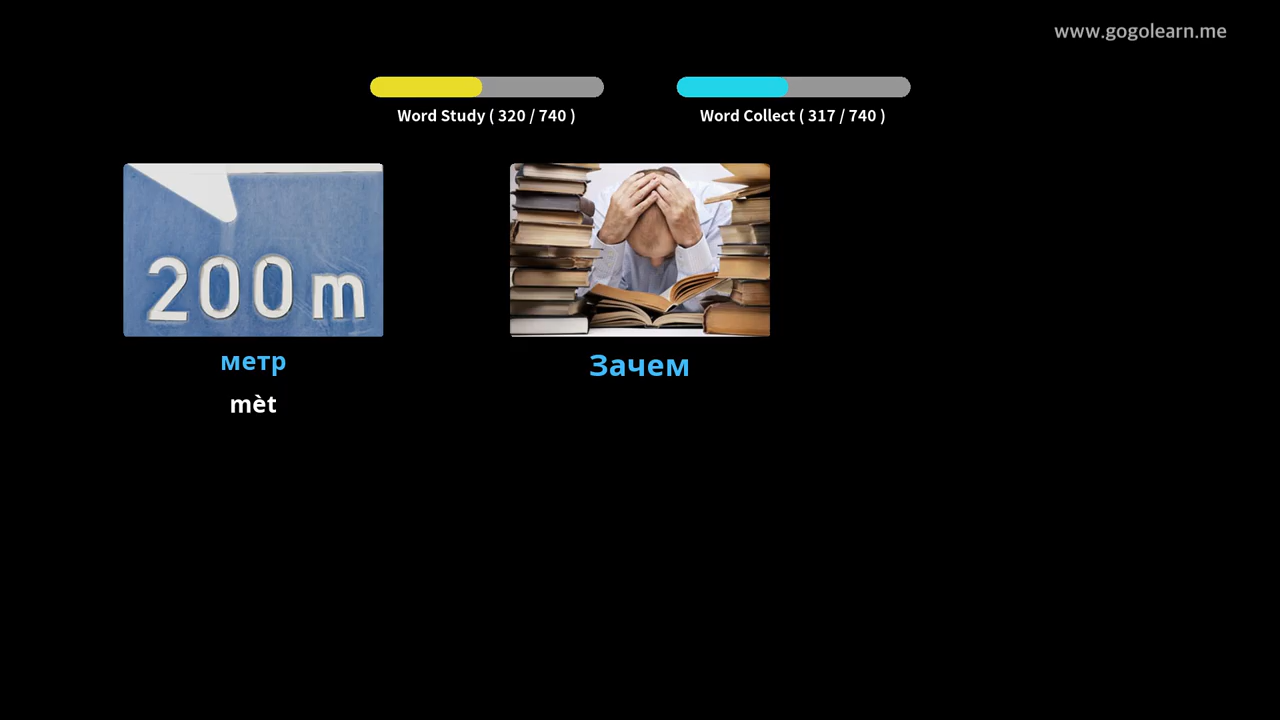 www.gogolearn.me
Word Study ( 320 / 740 )
Word Collect ( 317 / 740 )
200m
метр
mèt
Зачем